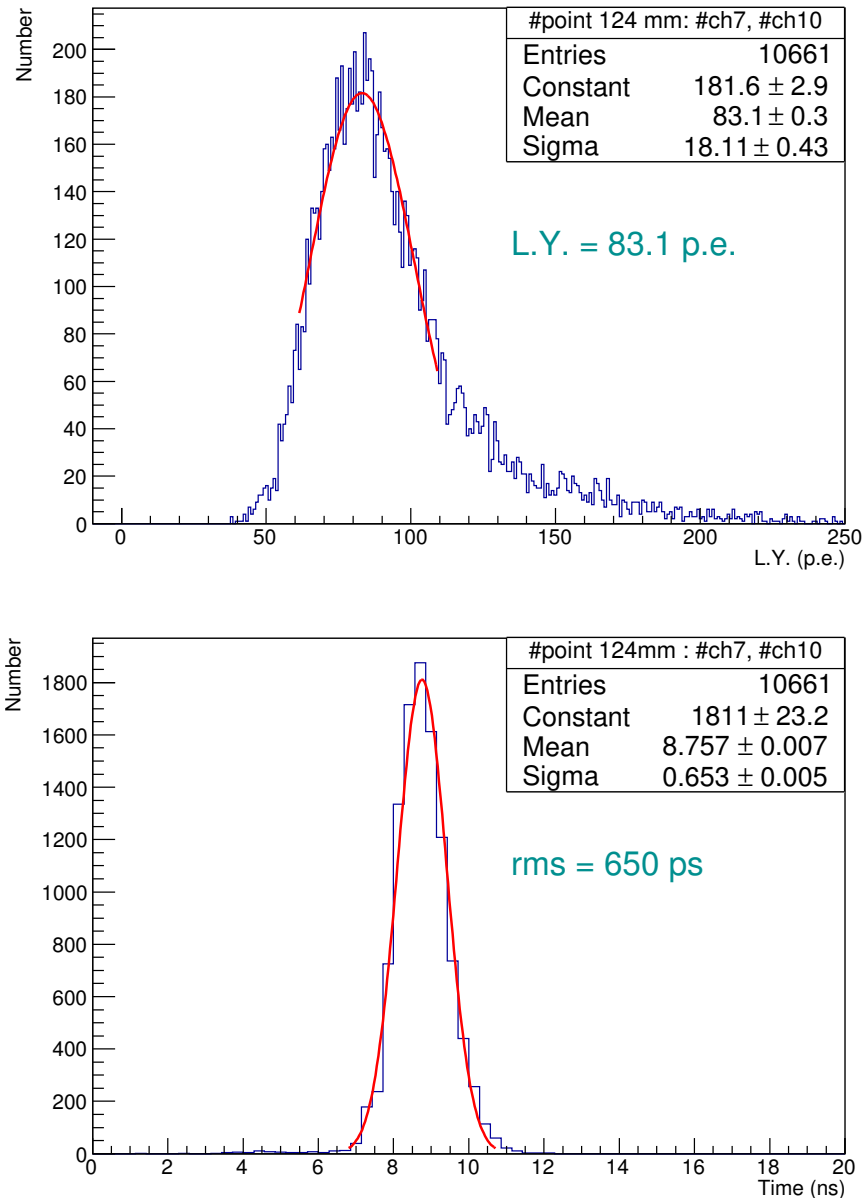 Number
#point 124 mm: #ch7, #ch10
Entries 10661
Constant 181.6 ± 2.9
Mean 83.1 ± 0.3
Sigma 18.11 ± 0.43
L.Y. = 83.1 p.e.
200
180
160
140
120
100
80
60
40
20
0
0 50 100 150 200 250
L.Y. (p.e.)
Number
#point 124mm : #ch7, #ch10
Entries 10661
Constant 1811 ± 23.2
Mean 8.757 ± 0.007
Sigma 0.653 ± 0.005
rms = 650 ps
1800
1600
1400
1200
1000
800
600
400
200
0
0 2 4 6 8 10 12 14 16 18 20
Time (ns)